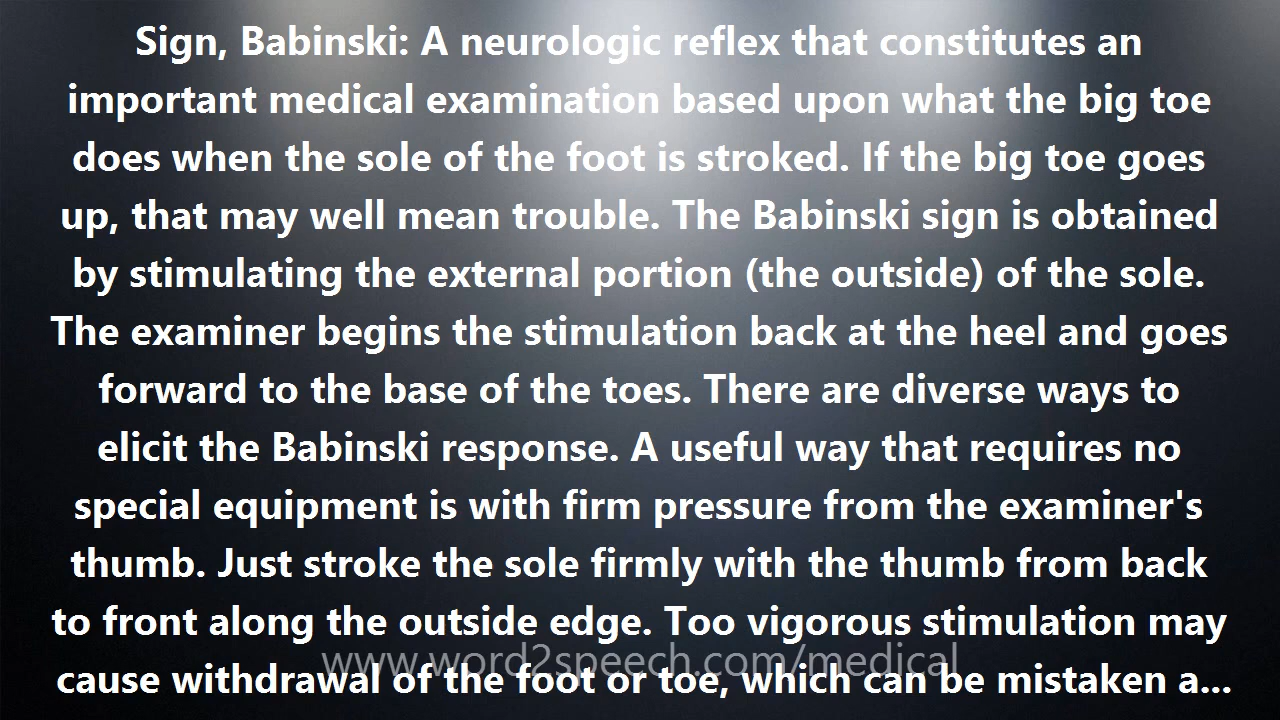 Sign, Babinski: A neurologic reflex that constitutes an
important medical examination based upon what the big toe
does when the sole of the foot is stroked. If the big toe goes
up, that may well mean trouble. The Babinski sign is obtained
by stimulating the external portion (the outside) of the sole.
The examiner begins the stimulation back at the heel and goes
forward to the base of the toes. There are diverse ways to
elicit the Babinski response. A useful way that requires no
special equipment is with firm pressure from the examiner's
thumb. Just stroke the sole firmly with the thumb from back
to front along the outside edge. Too vigorous stimulation may
www.word2speech.com/medical
cause withdrawal of the foot or toe, which can be mistaken a...